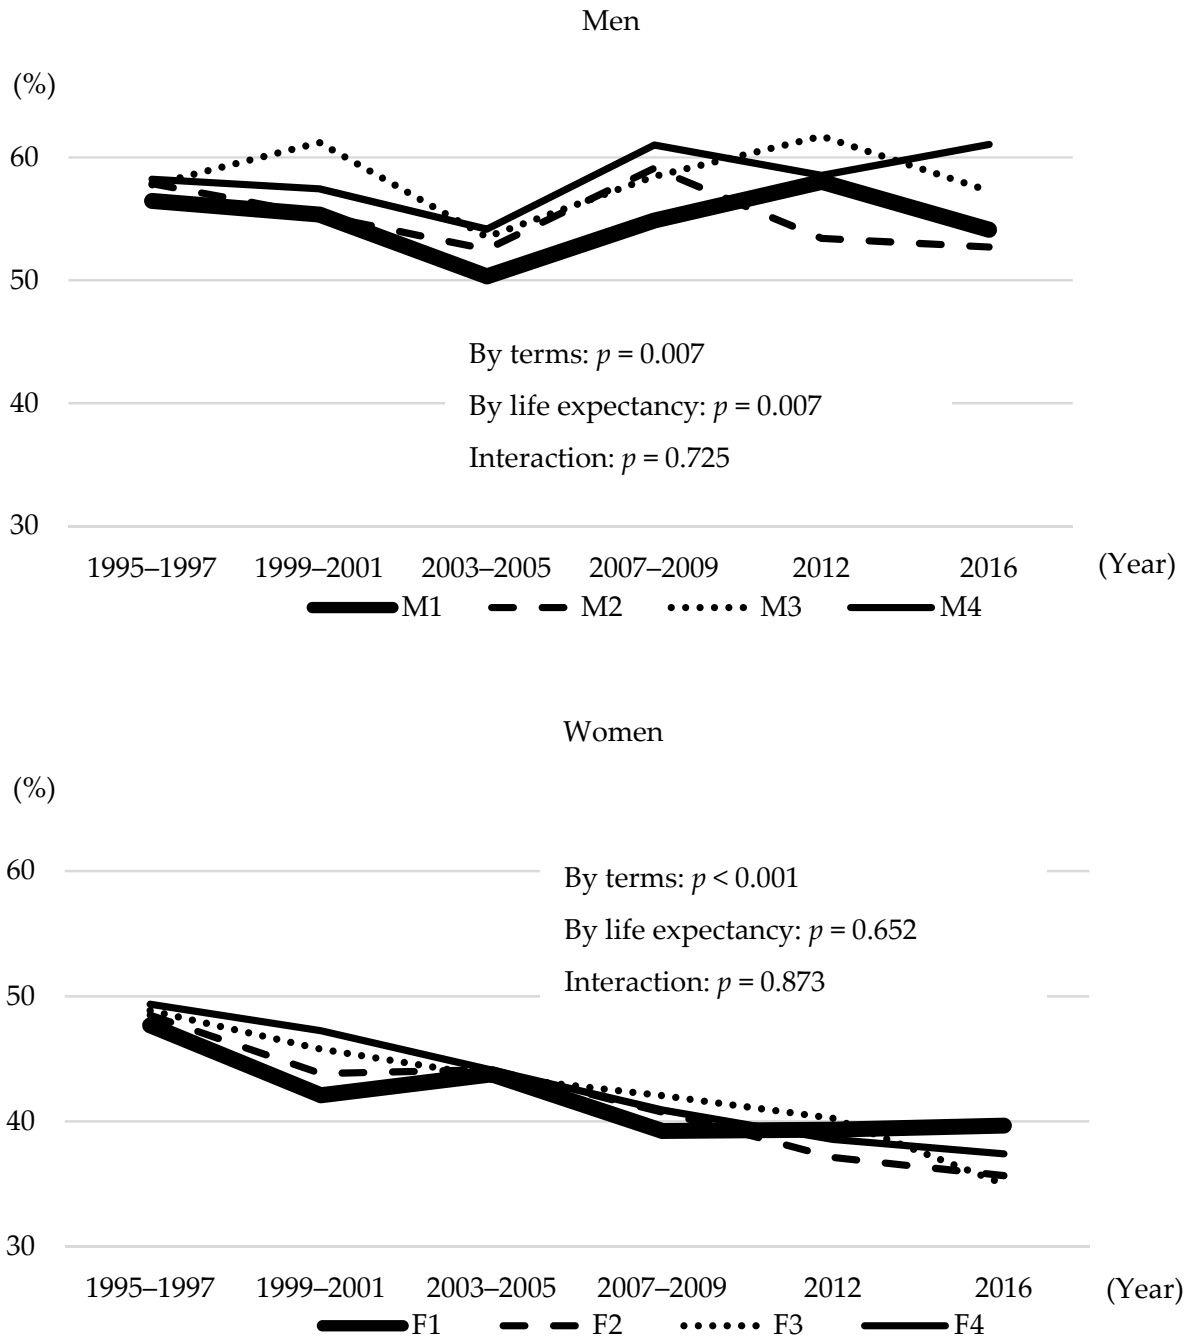 Men
(%)
60
50
By terms: p = 0.007
40
By life expectancy: p = 0.007
Interaction: p = 0.725
30
1995–1997 1999–2001 2003–2005 2007–2009 2012 2016 (Year)
M1 M2 M3 M4
Women
(%)
60
By terms: p < 0.001
By life expectancy: p = 0.652
Interaction: p = 0.873
50
40
30
1995–1997 1999–2001 2003–2005 2007–2009 2012 2016 (Year)
F1 F2 F3 F4